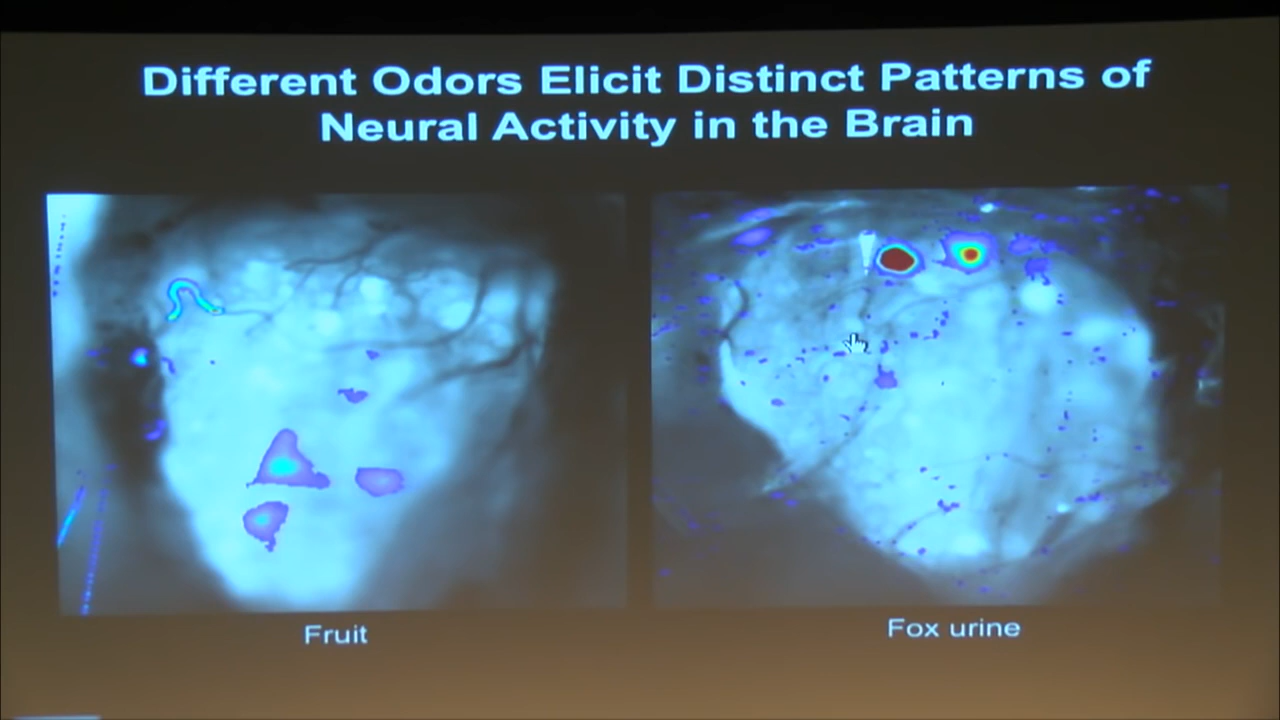 Different Odors Elicit Distinct Patterns of
Neural Activity in the Brain
Fruit
Fox urine